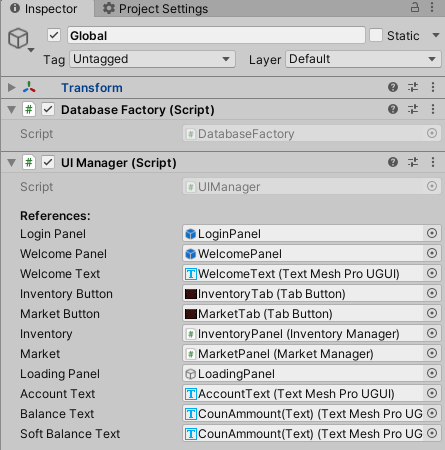 Inspector Project Settings
Global Static
Tag Untagged Layer Default
Transform
# Database Factory (Script)
Script # DatabaseFactory
# UI Manager (Script)
Script # UIManager
References:
Login Panel LoginPanel
Welcome Panel WelcomePanel
Welcome Text WelcomeText (Text Mesh Pro UGUI)
Inventory Button InventoryTab (Tab Button)
Market Button MarketTab (Tab Button)
Inventory # InventoryPanel (Inventory Manager)
Market # MarketPanel (Market Manager)
Loading Panel LoadingPanel
Account Text AccountText (Text Mesh Pro UGUI)
Balance Text CounAmmount(Text) (Text Mesh Pro UG
Soft Balance Text CounAmmount(Text) (Text Mesh Pro UG